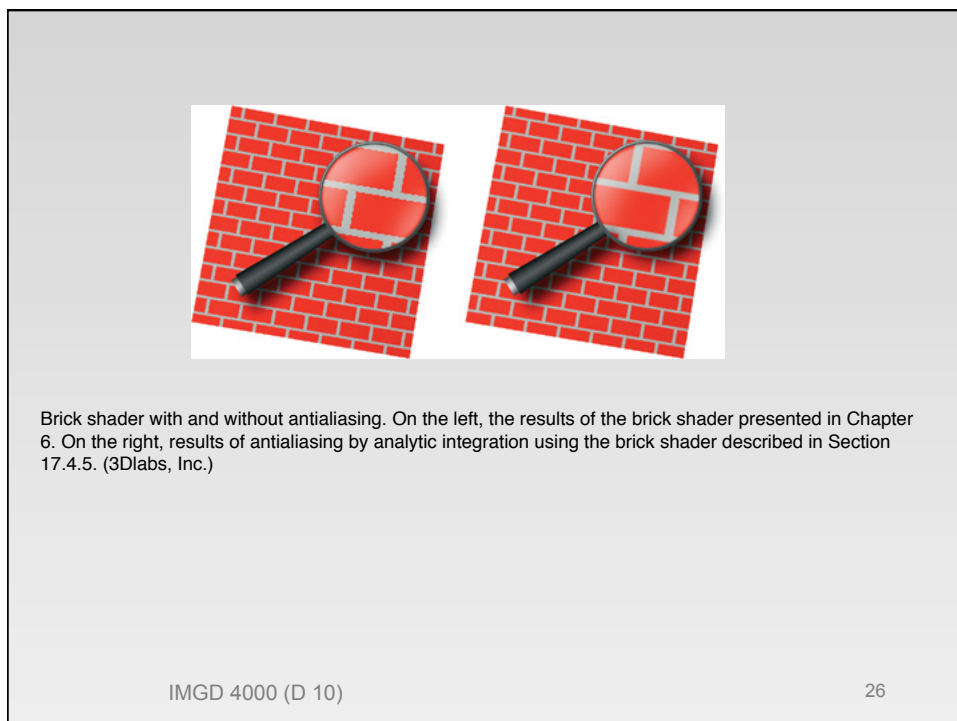 Brick shader with and without antialiasing. On the left, the results of the brick shader presented in Chapter
6. On the right, results of antialiasing by analytic integration using the brick shader described in Section
17.4.5. (3Dlabs, Inc.)
IMGD 4000 (D 10)
26